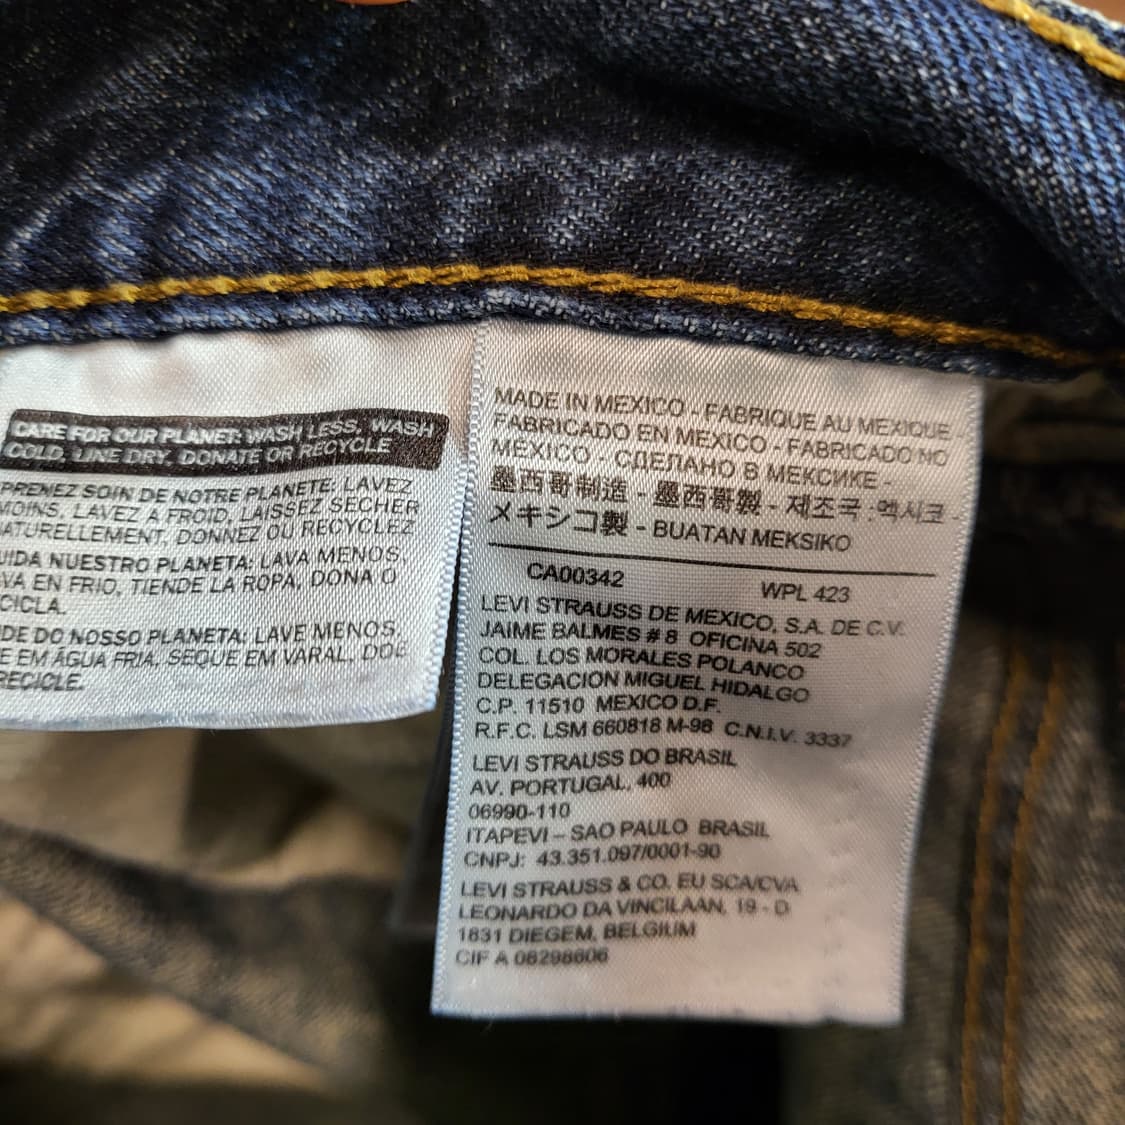 CARE FOR OUR PLANET: WASH LESS, WASH
COLD, LINE DRY, DONATE OR RECYCLE
PRENEZ SOIN DE NOTRE PLANÈTE: LAVEZ
MOINS, LAVEZ À FROID, LAISSEZ SÉCHER
NATURELLEMENT, DONNEZ OU RECYCLEZ
UIDA NUESTRO PLANETA: LAVA MENOS,
VA EN FRIO, TIENDE LA ROPA, DONA O
CICLA.
DE DO NOSSO PLANETA: LAVE MENOS,
E EM ÁGUA FRIA, SEQUE EM VARAL, DOE
RECICLE.
MADE IN MEXICO - FABRIQUE AU MEXIQUE -
FABRICADO EN MEXICO - FABRICADO NO
MÉXICO - СДЕЛАНО В МЕКСИКЕ -
墨西哥制造 - 墨西哥製 - 제조국 :멕시코 -
メキシコ製 - BUATAN MEKSIKO
CA00342 WPL 423
LEVI STRAUSS DE MEXICO, S.A. DE C.V.
JAIME BALMES # 8 OFICINA 502
COL. LOS MORALES POLANCO
DELEGACION MIGUEL HIDALGO
C.P. 11510 MEXICO D.F.
R.F.C. LSM 660818 M-98 C.N.I.V. 3337
LEVI STRAUSS DO BRASIL
AV. PORTUGAL, 400
06990-110
ITAPEVI – SAO PAULO BRASIL
CNPJ: 43.351.097/0001-90
LEVI STRAUSS & CO. EU SCA/CVA
LEONARDO DA VINCILAAN, 19 - D
1831 DIEGEM, BELGIUM
CIF A 08298606